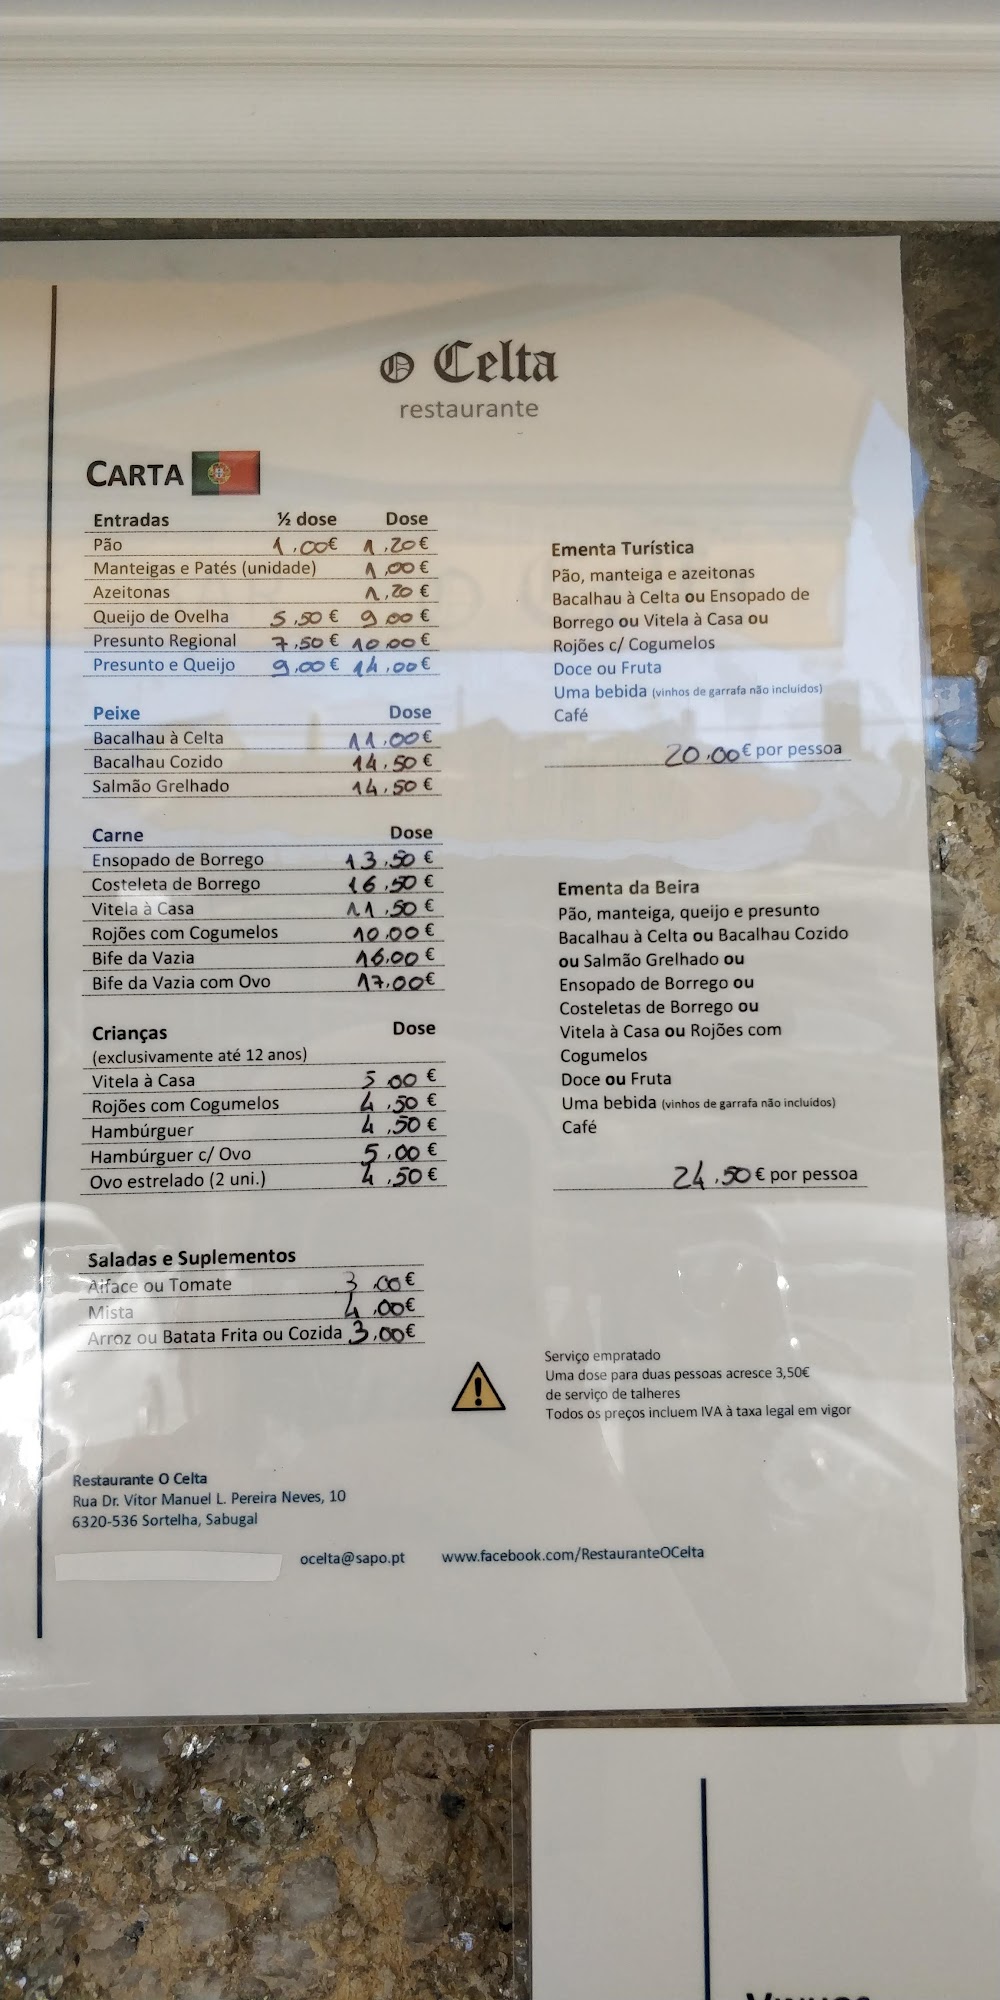 O Celta
restaurante
CARTA
Entradas ½ dose Dose
Pão 1,00€ 1,20€
Manteigas e Patés (unidade) 1,00€
Azeitonas 1,20€
Queijo de Ovelha 5,50€ 9,00€
Presunto Regional 7,50€ 10,00€
Presunto e Queijo 9,00€ 14,00€
Peixe Dose
Bacalhau à Celta 11,00€
Bacalhau Cozido 14,50€
Salmão Grelhado 14,50€
Carne Dose
Ensopado de Borrego 13,50€
Costeleta de Borrego 16,50€
Vitela à Casa 11,50€
Rojões com Cogumelos 10,00€
Bife da Vazia 16,00€
Bife da Vazia com Ovo 17,00€
Crianças Dose
(exclusivamente até 12 anos)
Vitela à Casa 5,00€
Rojões com Cogumelos 4,50€
Hambúrguer 4,50€
Hambúrguer c/ Ovo 5,00€
Ovo estrelado (2 uni.) 4,50€
Saladas e Suplementos
Alface ou Tomate 3,00€
Mista 4,00€
Arroz ou Batata Frita ou Cozida 3,00€
Ementa Turística
Pão, manteiga e azeitonas
Bacalhau à Celta ou Ensopado de
Borrego ou Vitela à Casa ou
Rojões c/ Cogumelos
Doce ou Fruta
Uma bebida (vinhos de garrafa não incluídos)
Café
20,00€ por pessoa
Ementa da Beira
Pão, manteiga, queijo e presunto
Bacalhau à Celta ou Bacalhau Cozido
ou Salmão Grelhado ou
Ensopado de Borrego ou
Costeletas de Borrego ou
Vitela à Casa ou Rojões com
Cogumelos
Doce ou Fruta
Uma bebida (vinhos de garrafa não incluídos)
Café
24,50€ por pessoa
Serviço empratado
Uma dose para duas pessoas acresce 3,50€
de serviço de talheres
Todos os preços incluem IVA à taxa legal em vigor
Restaurante O Celta
Rua Dr. Vítor Manuel L. Pereira Neves, 10
6320-536 Sortelha, Sabugal
ocelta@sapo.pt www.facebook.com/RestauranteOCelta
VINHOS